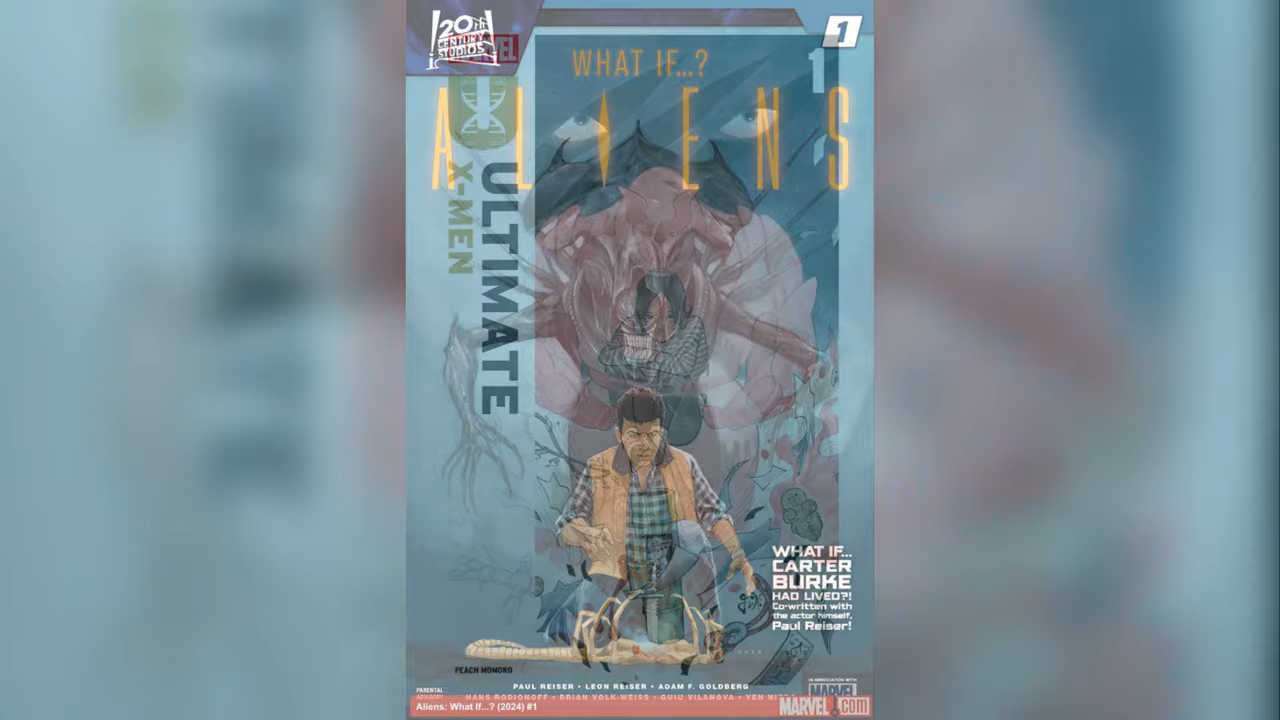 20TH
CENTURY
STUDIOS
MARVEL
1
WHAT IF...?
1
ALIENS
ULTIMATE
X-MEN
WHAT IF...
CARTER
BURKE
HAD LIVED?!
Co-written with
the actor himself,
Paul Reiser!
PEACH MOMOKO
PAUL REISER • LEON REISER • ADAM F. GOLDBERG
HANS RODIONOFF • BRIAN VOLK-WEISS • GUIU VILANOVA • YEN
IN ASSOCIATION WITH
MARVEL
PARENTAL
ADVISORY
Aliens: What If...? (2024) #1
MARVEL.com